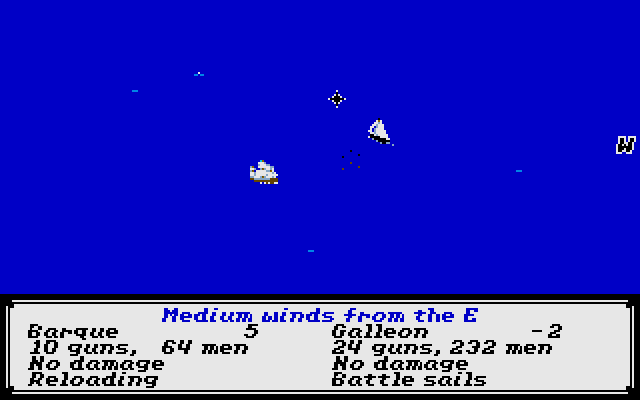 W
Medium winds from the E
Barque 5 Galleon -2
10 guns, 64 men 24 guns, 232 men
No damage No damage
Reloading Battle sails